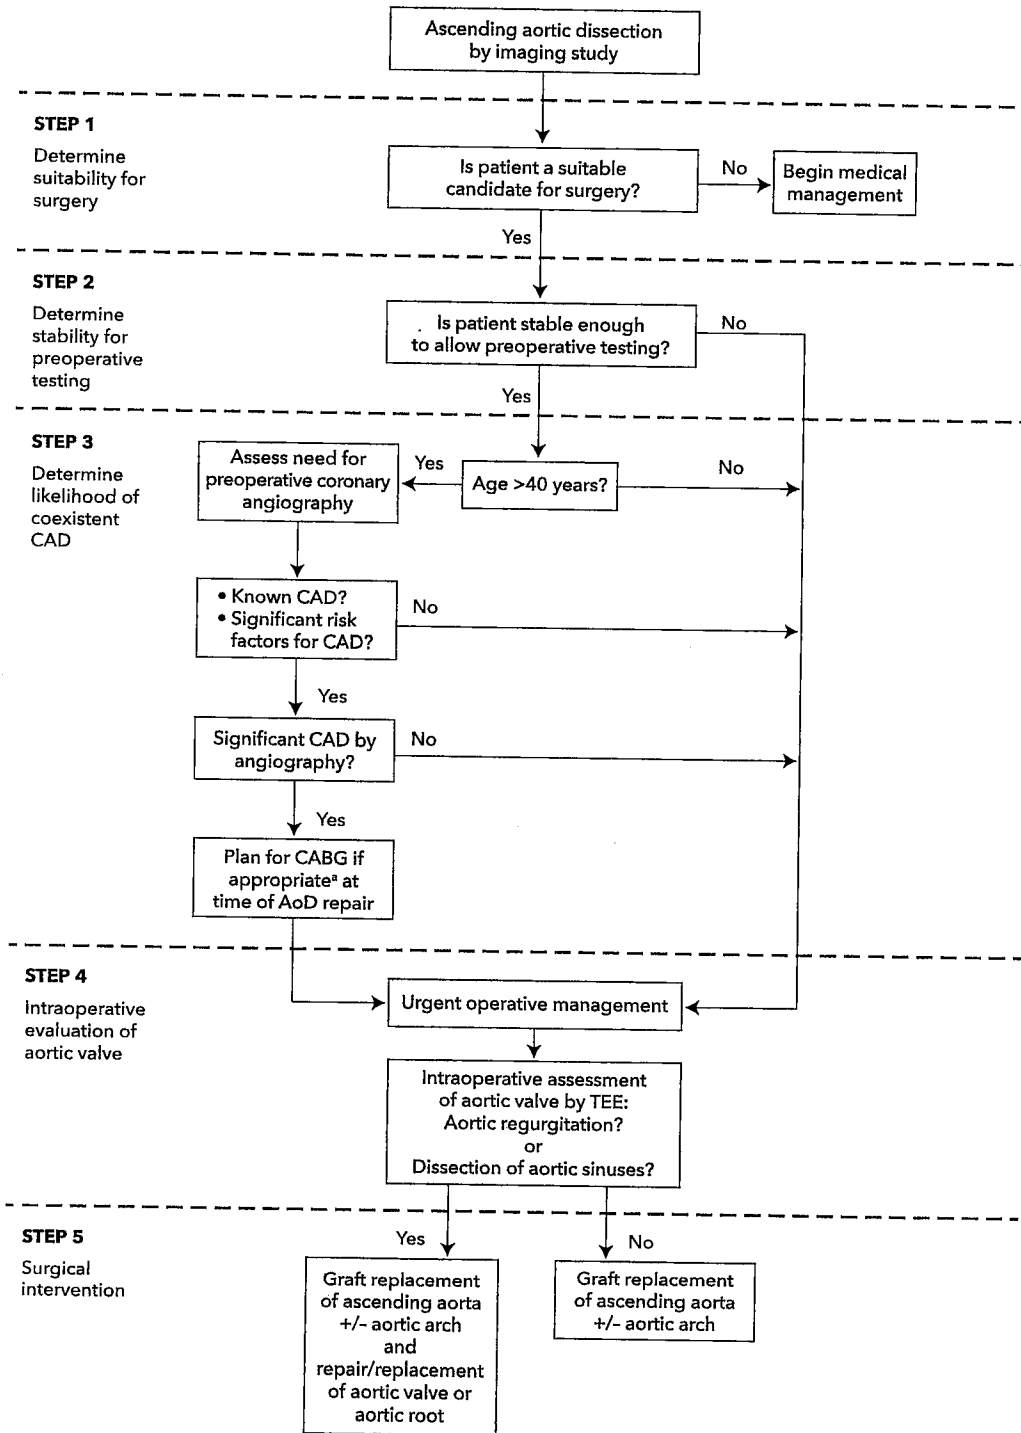 Ascending aortic dissection
by imaging study
STEP 1
Determine
suitability for
surgery
Is patient a suitable
candidate for surgery?
No
Begin medical
management
Yes
STEP 2
Determine
stability for
preoperative
testing
Is patient stable enough
to allow preoperative testing?
No
Yes
STEP 3
Determine
likelihood of
coexistent
CAD
Age >40 years?
Yes
No
Assess need for
preoperative coronary
angiography
• Known CAD?
• Significant risk
factors for CAD?
No
Yes
Significant CAD by
angiography?
No
Yes
Plan for CABG if
appropriateª at
time of AoD repair
STEP 4
Intraoperative
evaluation of
aortic valve
Urgent operative management
Intraoperative assessment
of aortic valve by TEE:
Aortic regurgitation?
or
Dissection of aortic sinuses?
STEP 5
Surgical
intervention
Yes
No
Graft replacement
of ascending aorta
+/- aortic arch
and
repair/replacement
of aortic valve or
aortic root
Graft replacement
of ascending aorta
+/- aortic arch